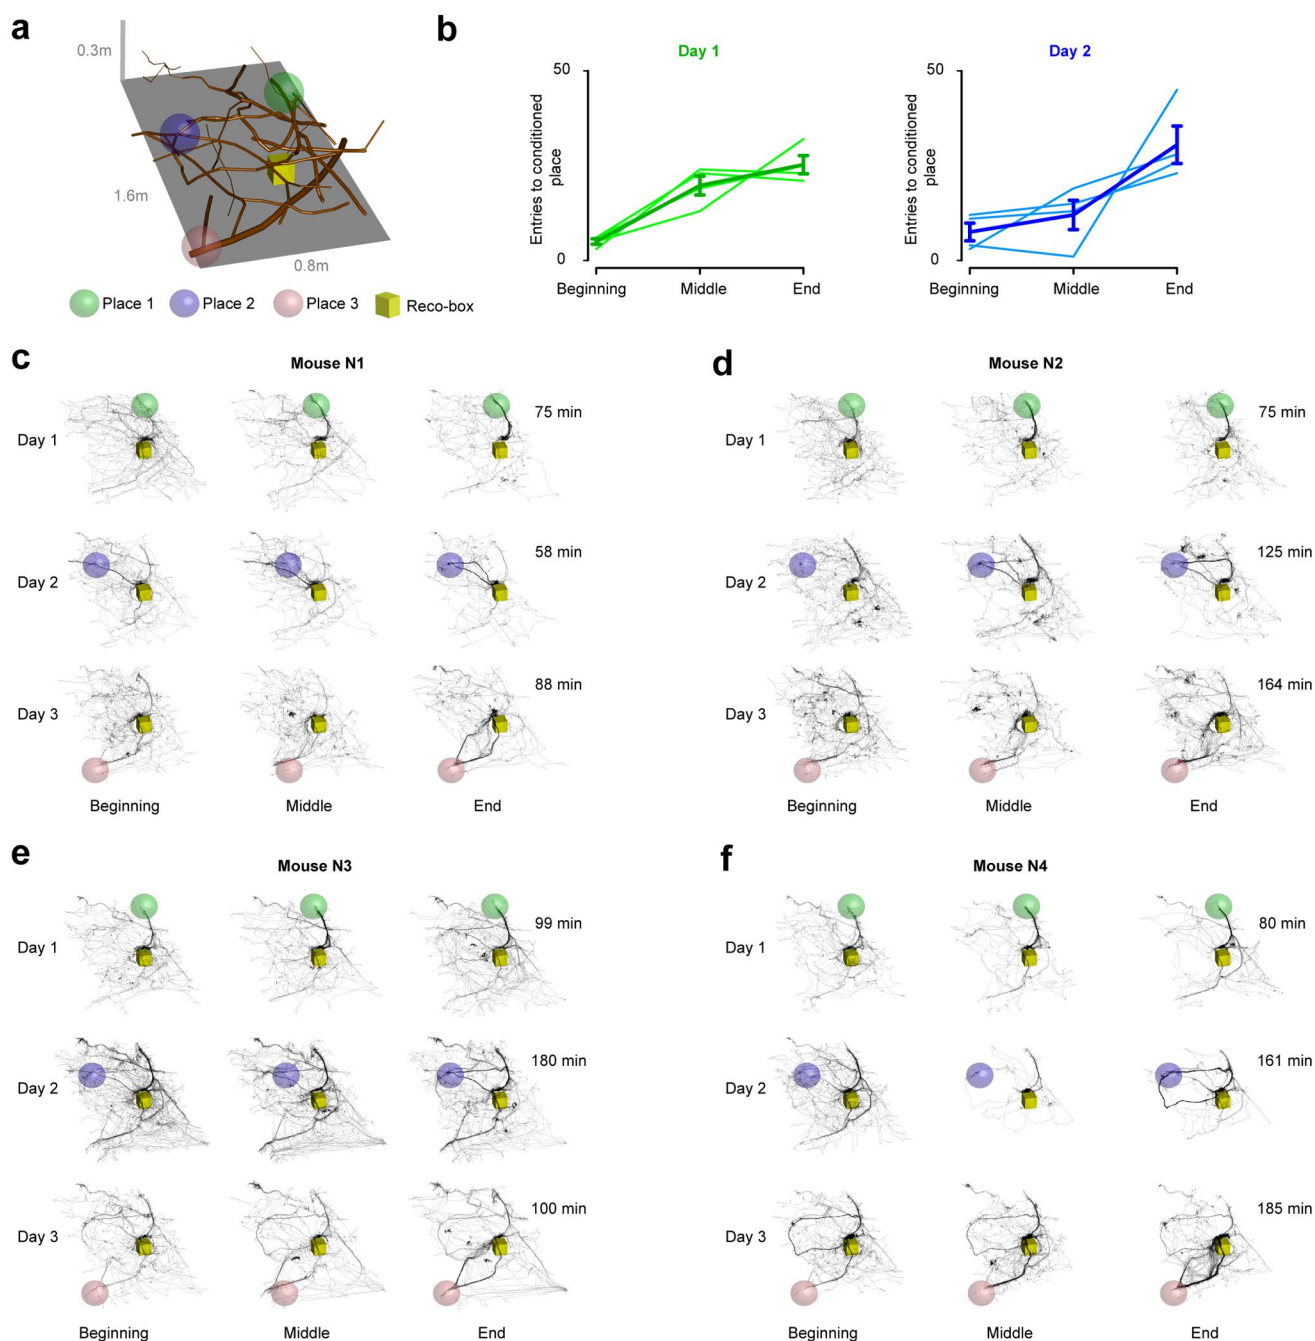 a
0.3m
1.6m
0.8m
Place 1 Place 2 Place 3 Reco-box
b
Day 1
50
0
Entries to conditioned
place
Beginning Middle End
Day 2
50
0
Entries to conditioned
place
Beginning Middle End
c
Mouse N1
Day 1 75 min
Day 2 58 min
Day 3 88 min
Beginning Middle End
d
Mouse N2
Day 1 75 min
Day 2 125 min
Day 3 164 min
Beginning Middle End
e
Mouse N3
Day 1 99 min
Day 2 180 min
Day 3 100 min
Beginning Middle End
f
Mouse N4
Day 1 80 min
Day 2 161 min
Day 3 185 min
Beginning Middle End